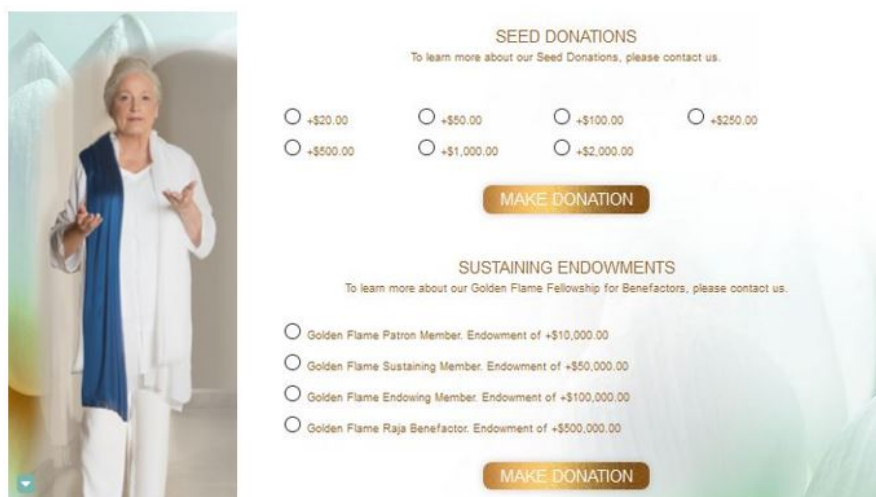 SEED DONATIONS
To learn more about our Seed Donations, please contact us.
+$20.00 +$50.00 +$100.00 +$250.00
+$500.00 +$1,000.00 +$2,000.00
MAKE DONATION
SUSTAINING ENDOWMENTS
To learn more about our Golden Flame Fellowship for Benefactors, please contact us.
Golden Flame Patron Member. Endowment of +$10,000.00
Golden Flame Sustaining Member. Endowment of +$50,000.00
Golden Flame Endowing Member. Endowment of +$100,000.00
Golden Flame Raja Benefactor. Endowment of +$500,000.00
MAKE DONATION